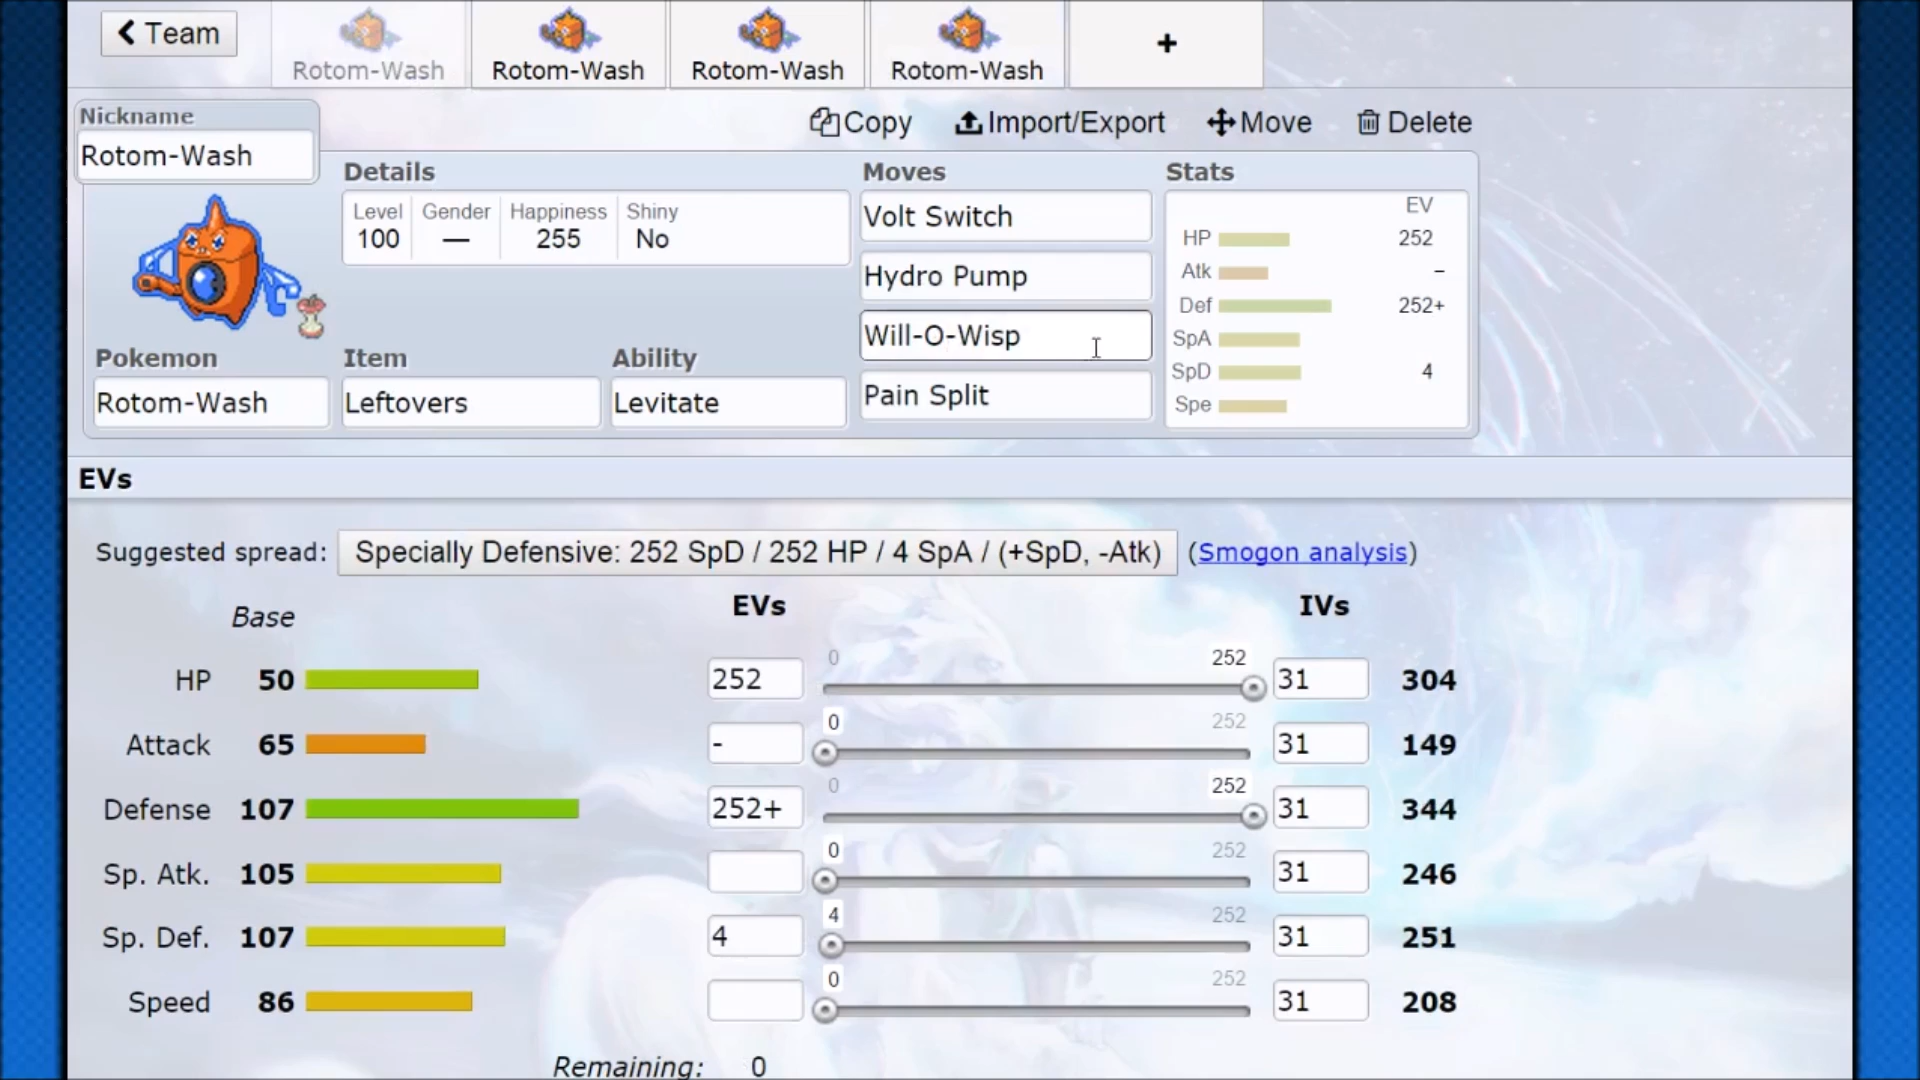 Team
Rotom-Wash Rotom-Wash Rotom-Wash Rotom-Wash +
Nickname
Rotom-Wash
Copy Import/Export Move Delete
Details
Level Gender Happiness Shiny
100 — 255 No
Pokemon Item Ability
Rotom-Wash Leftovers Levitate
Moves
Volt Switch
Hydro Pump
Will-O-Wisp
Pain Split
Stats
EV
HP 252
Atk -
Def 252+
SpA
SpD 4
Spe
EVs
Suggested spread: Specially Defensive: 252 SpD / 252 HP / 4 SpA / (+SpD, -Atk) (Smogon analysis)
Base EVs IVs
HP 50 252 0 252 31 304
Attack 65 - 0 252 31 149
Defense 107 252+ 0 252 31 344
Sp. Atk. 105 0 252 31 246
Sp. Def. 107 4 4 252 31 251
Speed 86 0 252 31 208
Remaining: 0